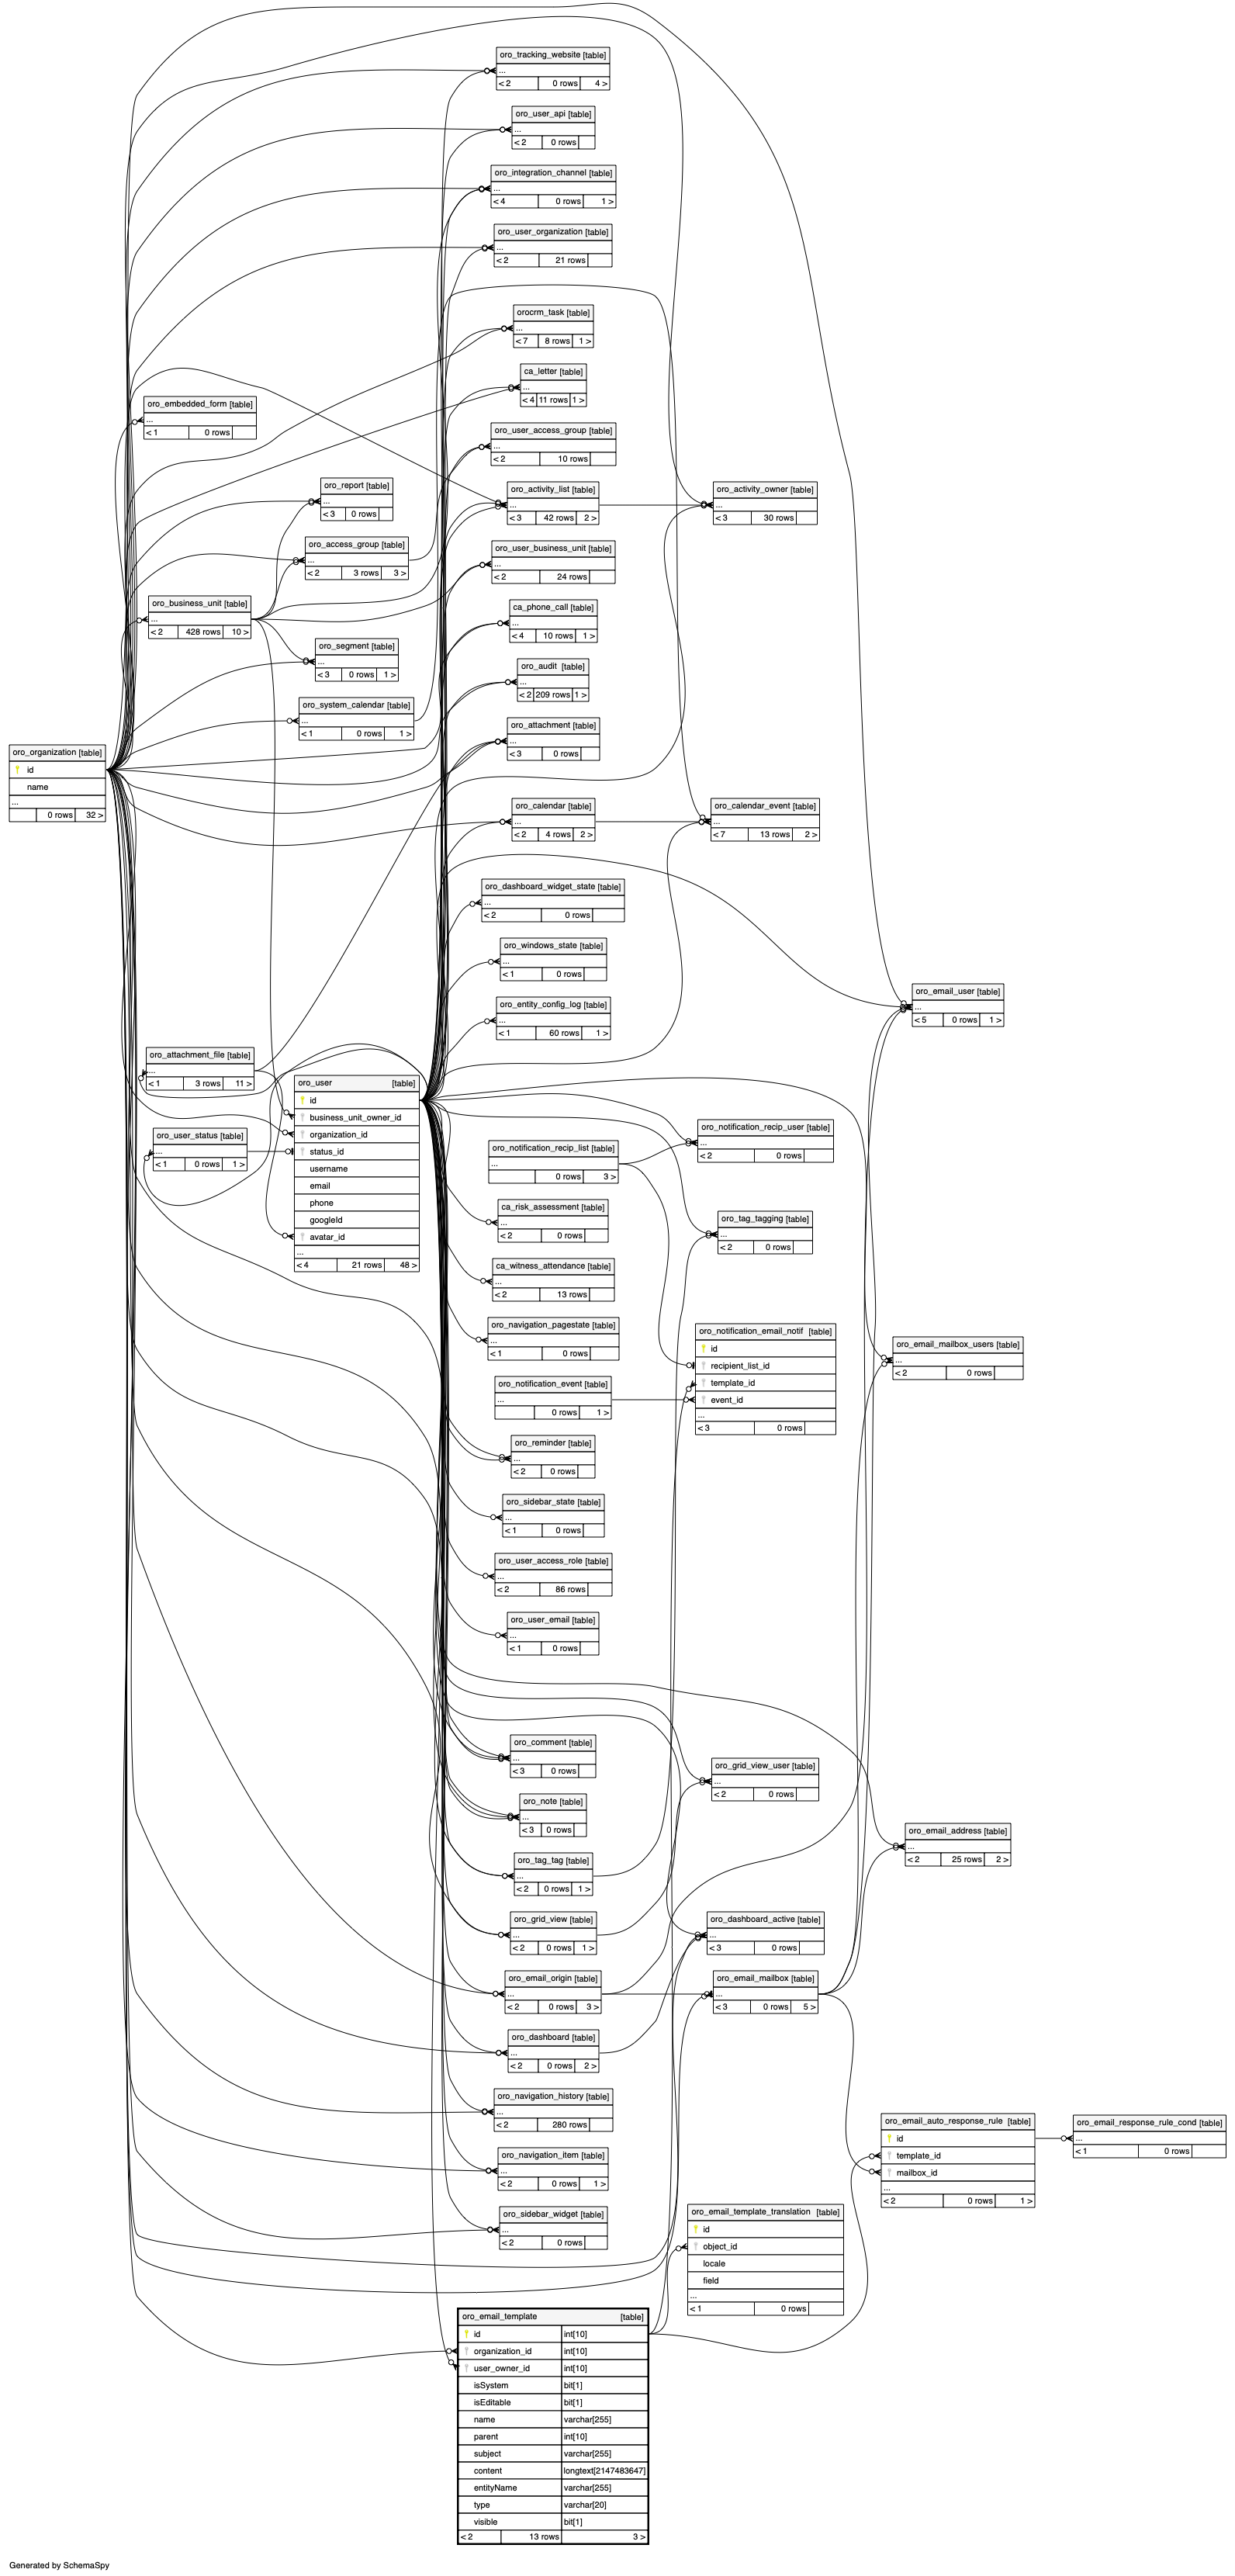 oro_tracking_website [table]
...
< 2 0 rows 4 >
oro_user_api [table]
...
< 2 0 rows
oro_integration_channel [table]
...
< 4 0 rows 1 >
oro_user_organization [table]
...
< 2 21 rows
orocrm_task [table]
...
< 7 8 rows 1 >
ca_letter [table]
...
< 4 11 rows 1 >
oro_embedded_form [table]
...
< 1 0 rows
oro_user_access_group [table]
...
< 2 10 rows
oro_report [table]
...
< 3 0 rows
oro_activity_list [table]
...
< 3 42 rows 2 >
oro_activity_owner [table]
...
< 3 30 rows
oro_access_group [table]
...
< 2 3 rows 3 >
oro_user_business_unit [table]
...
< 2 24 rows
oro_business_unit [table]
...
< 2 428 rows 10 >
ca_phone_call [table]
...
< 4 10 rows 1 >
oro_segment [table]
...
< 3 0 rows 1 >
oro_audit [table]
...
< 2 209 rows 1 >
oro_system_calendar [table]
...
< 1 0 rows 1 >
oro_attachment [table]
...
< 3 0 rows
oro_organization [table]
id
name
...
0 rows 32 >
oro_calendar [table]
...
< 2 4 rows 2 >
oro_calendar_event [table]
...
< 7 13 rows 2 >
oro_dashboard_widget_state [table]
...
< 2 0 rows
oro_windows_state [table]
...
< 1 0 rows
oro_email_user [table]
...
< 5 0 rows 1 >
oro_entity_config_log [table]
...
< 1 60 rows 1 >
oro_attachment_file [table]
...
< 1 3 rows 11 >
oro_user [table]
id
business_unit_owner_id
organization_id
status_id
username
email
phone
googleId
avatar_id
...
< 4 21 rows 48 >
oro_user_status [table]
...
< 1 0 rows 1 >
oro_notification_recip_user [table]
...
< 2 0 rows
oro_notification_recip_list [table]
...
0 rows 3 >
ca_risk_assessment [table]
...
< 2 0 rows
oro_tag_tagging [table]
...
< 2 0 rows
ca_witness_attendance [table]
...
< 2 13 rows
oro_navigation_pagestate [table]
...
< 1 0 rows
oro_notification_email_notif [table]
id
recipient_list_id
template_id
event_id
...
< 3 0 rows
oro_email_mailbox_users [table]
...
< 2 0 rows
oro_notification_event [table]
...
0 rows 1 >
oro_reminder [table]
...
< 2 0 rows
oro_sidebar_state [table]
...
< 1 0 rows
oro_user_access_role [table]
...
< 2 86 rows
oro_user_email [table]
...
< 1 0 rows
oro_comment [table]
...
< 3 0 rows
oro_grid_view_user [table]
...
< 2 0 rows
oro_note [table]
...
< 3 0 rows
oro_email_address [table]
...
< 2 25 rows 2 >
oro_tag_tag [table]
...
< 2 0 rows 1 >
oro_grid_view [table]
...
< 2 0 rows 1 >
oro_dashboard_active [table]
...
< 3 0 rows
oro_email_origin [table]
...
< 2 0 rows 3 >
oro_email_mailbox [table]
...
< 3 0 rows 5 >
oro_dashboard [table]
...
< 2 0 rows 2 >
oro_navigation_history [table]
...
< 2 280 rows
oro_email_auto_response_rule [table]
id
template_id
mailbox_id
...
< 2 0 rows 1 >
oro_email_response_rule_cond [table]
...
< 1 0 rows
oro_navigation_item [table]
...
< 2 0 rows 1 >
oro_sidebar_widget [table]
...
< 2 0 rows
oro_email_template_translation [table]
id
object_id
locale
field
...
< 1 0 rows
oro_email_template [table]
id int[10]
organization_id int[10]
user_owner_id int[10]
isSystem bit[1]
isEditable bit[1]
name varchar[255]
parent int[10]
subject varchar[255]
content longtext[2147483647]
entityName varchar[255]
type varchar[20]
visible bit[1]
< 2 13 rows 3 >
Generated by SchemaSpy